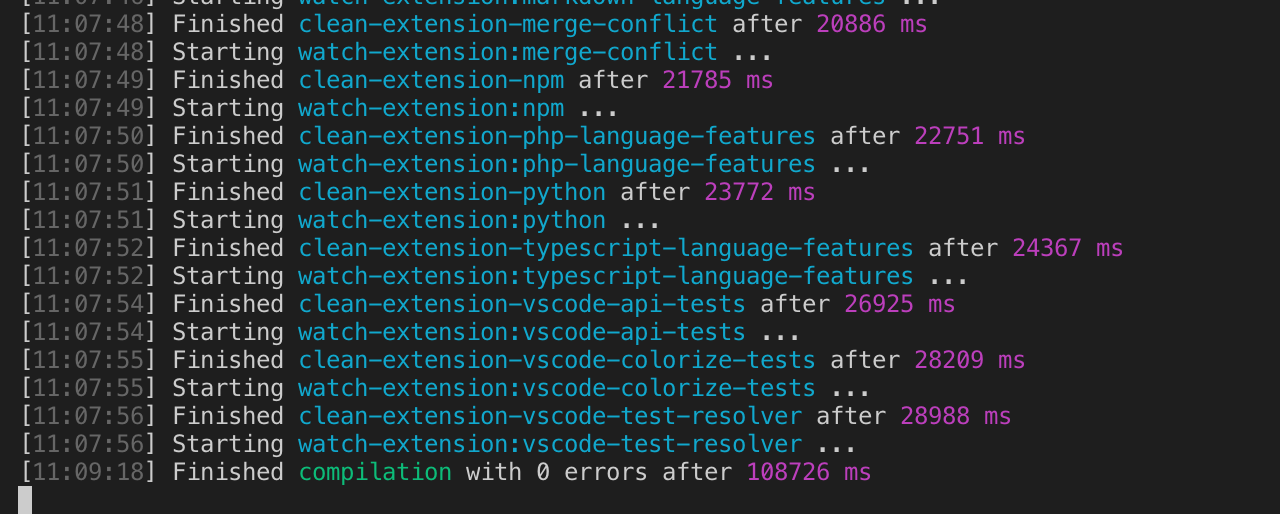 [11:07:46] Starting watch-extension:markdown-language-features ...
[11:07:48] Finished clean-extension-merge-conflict after 20886 ms
[11:07:48] Starting watch-extension:merge-conflict ...
[11:07:49] Finished clean-extension-npm after 21785 ms
[11:07:49] Starting watch-extension:npm ...
[11:07:50] Finished clean-extension-php-language-features after 22751 ms
[11:07:50] Starting watch-extension:php-language-features ...
[11:07:51] Finished clean-extension-python after 23772 ms
[11:07:51] Starting watch-extension:python ...
[11:07:52] Finished clean-extension-typescript-language-features after 24367 ms
[11:07:52] Starting watch-extension:typescript-language-features ...
[11:07:54] Finished clean-extension-vscode-api-tests after 26925 ms
[11:07:54] Starting watch-extension:vscode-api-tests ...
[11:07:55] Finished clean-extension-vscode-colorize-tests after 28209 ms
[11:07:55] Starting watch-extension:vscode-colorize-tests ...
[11:07:56] Finished clean-extension-vscode-test-resolver after 28988 ms
[11:07:56] Starting watch-extension:vscode-test-resolver ...
[11:09:18] Finished compilation with 0 errors after 108726 ms